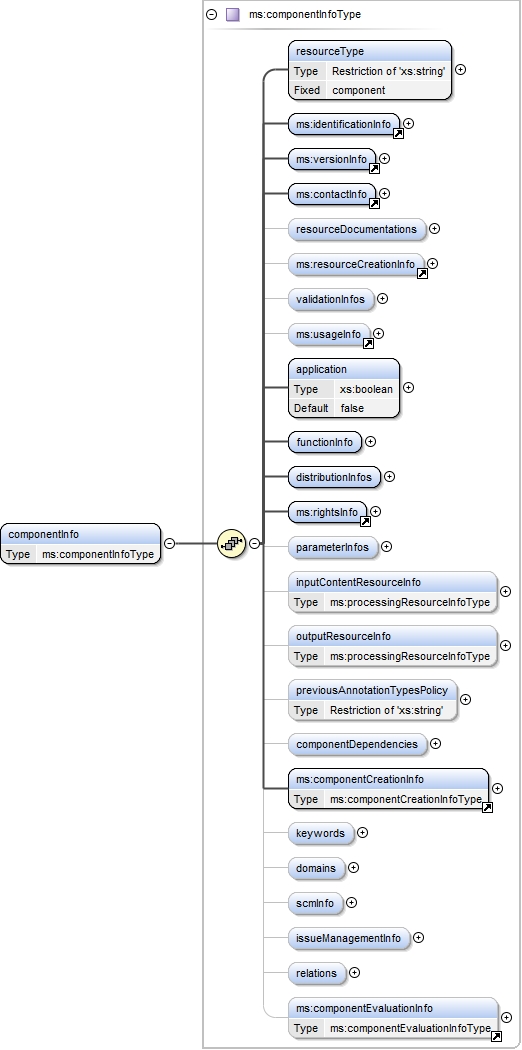 ms:componentInfoType
resourceType
Type Restriction of 'xs:string'
Fixed component
ms:identificationInfo
ms:versionInfo
ms:contactInfo
resourceDocumentations
ms:resourceCreationInfo
validationInfos
ms:usageInfo
application
Type xs:boolean
Default false
functionInfo
distributionInfos
ms:rightsInfo
componentInfo
Type ms:componentInfoType
parameterInfos
inputContentResourceInfo
Type ms:processingResourceInfoType
outputResourceInfo
Type ms:processingResourceInfoType
previousAnnotationTypesPolicy
Type Restriction of 'xs:string'
componentDependencies
ms:componentCreationInfo
Type ms:componentCreationInfoType
keywords
domains
scmInfo
issueManagementInfo
relations
ms:componentEvaluationInfo
Type ms:componentEvaluationInfoType